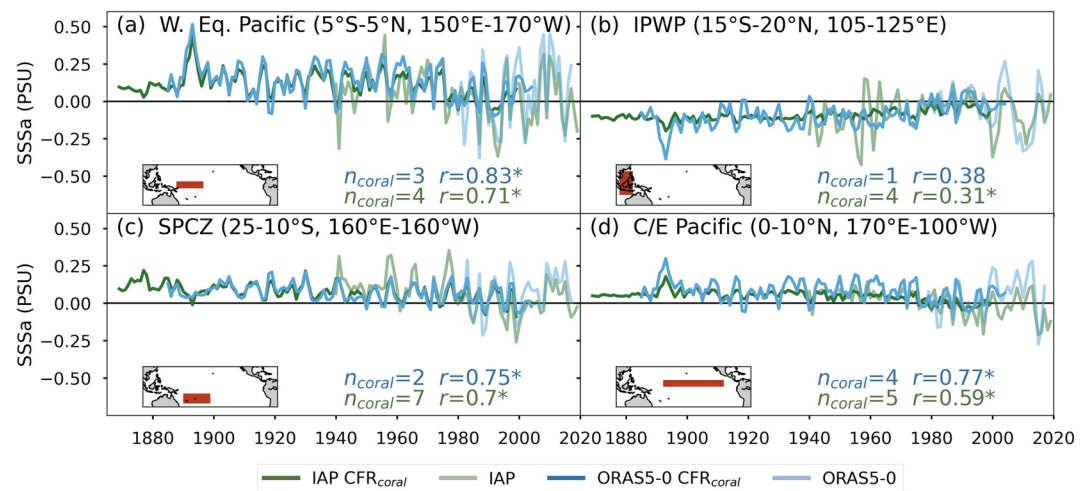 (a) W. Eq. Pacific (5°S-5°N, 150°E-170°W)
(b) IPWP (15°S-20°N, 105-125°E)
SSSa (PSU)
0.50
0.25
0.00
−0.25
−0.50
n_coral=3 r=0.83*
n_coral=4 r=0.71*
n_coral=1 r=0.38
n_coral=4 r=0.31*
(c) SPCZ (25-10°S, 160°E-160°W)
(d) C/E Pacific (0-10°N, 170°E-100°W)
SSSa (PSU)
0.50
0.25
0.00
−0.25
−0.50
n_coral=2 r=0.75*
n_coral=7 r=0.7*
n_coral=4 r=0.77*
n_coral=5 r=0.59*
1880 1900 1920 1940 1960 1980 2000 2020
1880 1900 1920 1940 1960 1980 2000 2020
IAP CFR_coral IAP ORAS5-0 CFR_coral ORAS5-0